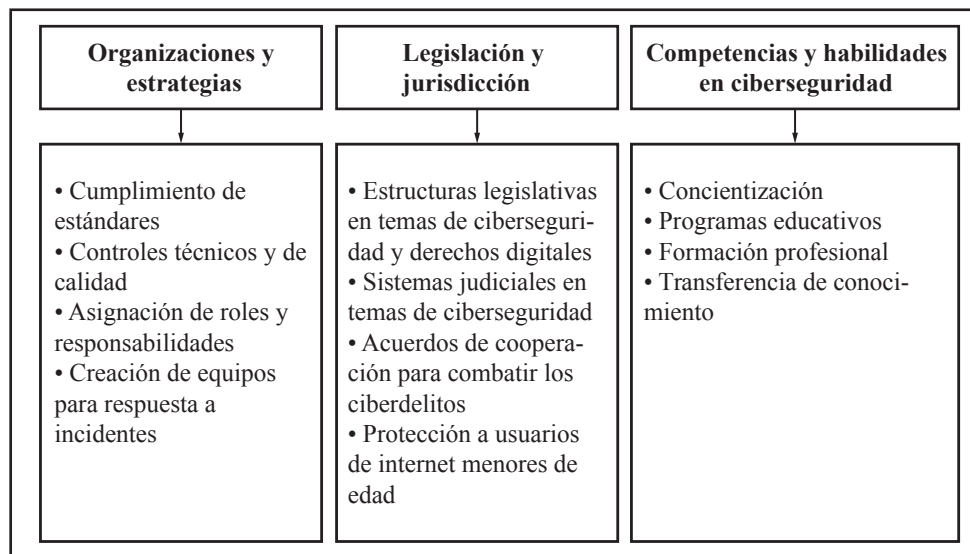 Organizaciones y
estrategias
• Cumplimiento de
estándares
• Controles técnicos y de
calidad
• Asignación de roles y
responsabilidades
• Creación de equipos
para respuesta a
incidentes
Legislación y
jurisdicción
• Estructuras legislativas
en temas de ciberseguri-
dad y derechos digitales
• Sistemas judiciales en
temas de ciberseguridad
• Acuerdos de coopera-
ción para combatir los
ciberdelitos
• Protección a usuarios
de internet menores de
edad
Competencias y habilidades
en ciberseguridad
• Concientización
• Programas educativos
• Formación profesional
• Transferencia de conoci-
miento